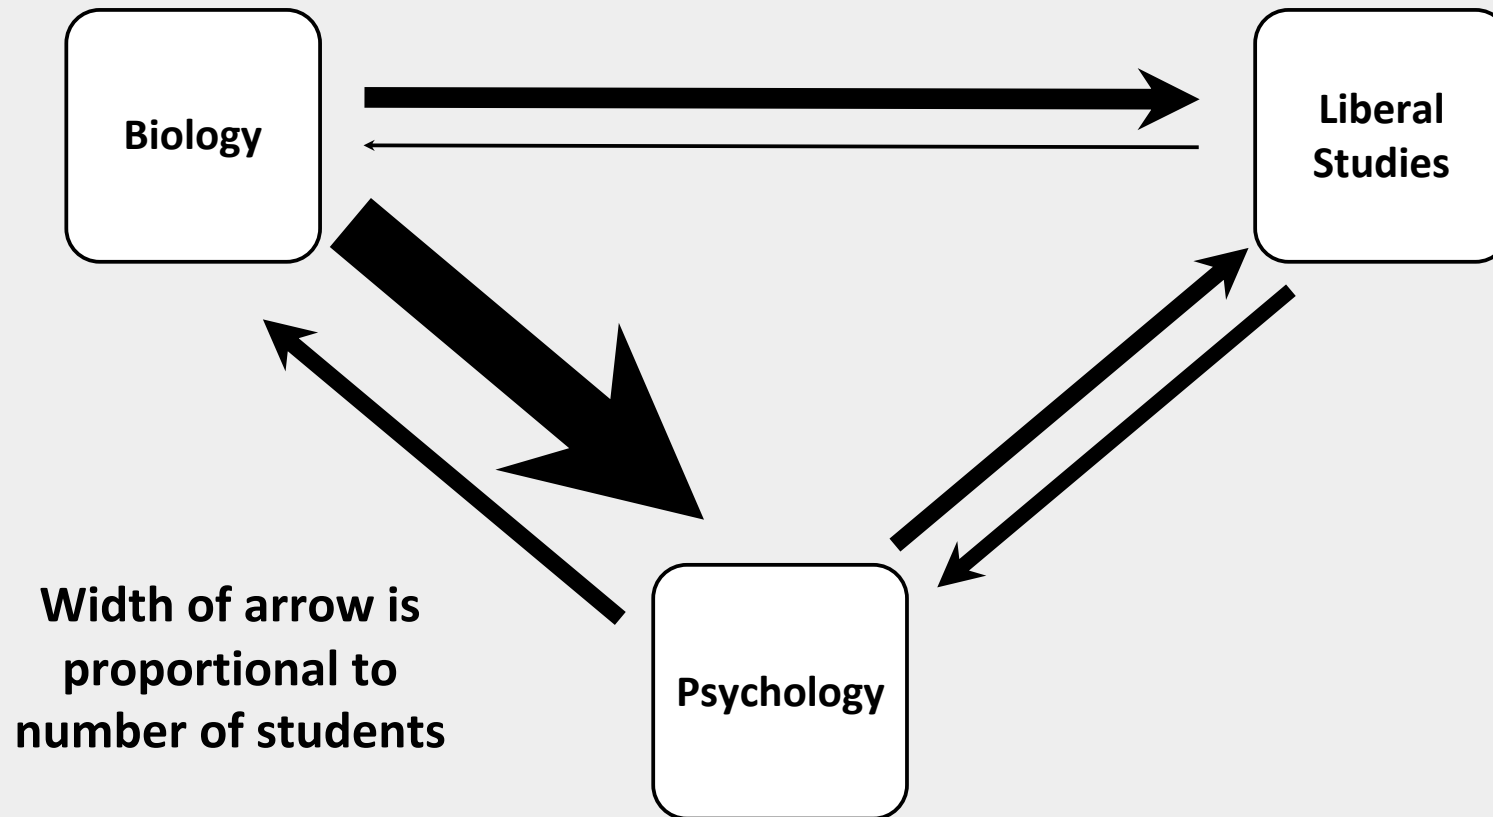 Biology
Liberal
Studies
Width of arrow is
proportional to
number of students
Psychology